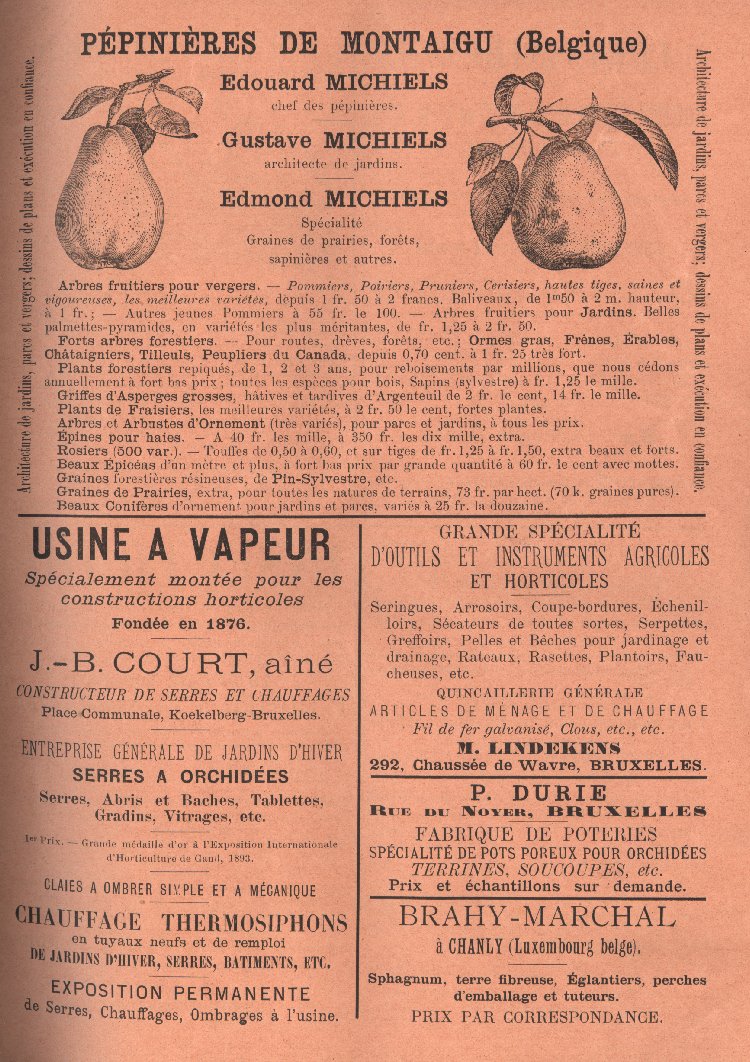 PÉPINIÈRES DE MONTAIGU (Belgique)
Edouard MICHIELS
chef des pépinières.
Gustave MICHIELS
architecte de jardins.
Edmond MICHIELS
Spécialité
Graines de prairies, forêts,
sapinières et autres.
Architecture de jardins, parcs et vergers; dessins de plans et exécution en confiance.
Architecture de jardins, parcs et vergers; dessins de plans et exécution en confiance.
Arbres fruitiers pour vergers. — Pommiers, Poiriers, Pruniers, Cerisiers, hautes tiges, saines et
vigoureuses, les meilleures variétés, depuis 1 fr. 50 à 2 francs. Baliveaux, de 1m50 à 2 m. hauteur,
à 1 fr.; — Autres jeunes Pommiers à 55 fr. le 100. — Arbres fruitiers pour Jardins. Belles
palmettes-pyramides, en variétés les plus méritantes, de fr. 1,25 à 2 fr. 50.
Forts arbres forestiers. — Pour routes, drèves, forêts, etc.; Ormes gras, Frênes, Érables,
Châtaigniers, Tilleuls, Peupliers du Canada, depuis 0,70 cent. à 1 fr. 25 très fort.
Plants forestiers repiqués, de 1, 2 et 3 ans, pour reboisements par millions, que nous cédons
annuellement à fort bas prix; toutes les espèces pour bois, Sapins (sylvestre) à fr. 1,25 le mille.
Griffes d'Asperges grosses, hâtives et tardives d'Argenteuil de 2 fr. le cent, 14 fr. le mille.
Plants de Fraisiers, les meilleures variétés, à 2 fr. 50 le cent, fortes plantes.
Arbres et Arbustes d'Ornement (très variés), pour parcs et jardins, à tous les prix.
Épines pour haies. — A 40 fr. les mille, à 350 fr. les dix mille, extra.
Rosiers (500 var.). — Touffes de 0,50 à 0,60, et sur tiges de fr. 1,25 à fr. 1,50, extra beaux et forts.
Beaux Epicéas d'un mètre et plus, à fort bas prix par grande quantité à 60 fr. le cent avec mottes.
Graines forestières résineuses, de Pin-Sylvestre, etc.
Graines de Prairies, extra, pour toutes les natures de terrains, 73 fr. par hect. (70 k. graines pures).
Beaux Conifères d'ornement pour jardins et parcs, variés à 25 fr. la douzaine.
USINE A VAPEUR
Spécialement montée pour les
constructions horticoles
Fondée en 1876.
J.-B. COURT, aîné
CONSTRUCTEUR DE SERRES ET CHAUFFAGES
Place Communale, Koekelberg-Bruxelles.
ENTREPRISE GÉNÉRALE DE JARDINS D'HIVER
SERRES A ORCHIDÉES
Serres, Abris et Baches, Tablettes,
Gradins, Vitrages, etc.
1er Prix. — Grande médaille d'or à l'Exposition Internationale
d'Horticulture de Gand, 1893.
CLAIES A OMBRER SIMPLE ET A MÉCANIQUE
CHAUFFAGE THERMOSIPHONS
en tuyaux neufs et de remploi
DE JARDINS D'HIVER, SERRES, BATIMENTS, ETC.
EXPOSITION PERMANENTE
de Serres, Chauffages, Ombrages à l'usine.
GRANDE SPÉCIALITÉ
D'OUTILS ET INSTRUMENTS AGRICOLES
ET HORTICOLES
Seringues, Arrosoirs, Coupe-bordures, Échenil-
loirs, Sécateurs de toutes sortes, Serpettes,
Greffoirs, Pelles et Bêches pour jardinage et
drainage, Rateaux, Rasettes, Plantoirs, Fau-
cheuses, etc.
QUINCAILLERIE GÉNÉRALE
ARTICLES DE MÉNAGE ET DE CHAUFFAGE
Fil de fer galvanisé, Clous, etc., etc.
M. LINDEKENS
292, Chaussée de Wavre, BRUXELLES.
P. DURIE
RUE DU NOYER, BRUXELLES
FABRIQUE DE POTERIES
SPÉCIALITÉ DE POTS POREUX POUR ORCHIDÉES
TERRINES, SOUCOUPES, etc.
Prix et échantillons sur demande.
BRAHY-MARCHAL
à CHANLY (Luxembourg belge).
Sphagnum, terre fibreuse, Églantiers, perches
d'emballage et tuteurs.
PRIX PAR CORRESPONDANCE.